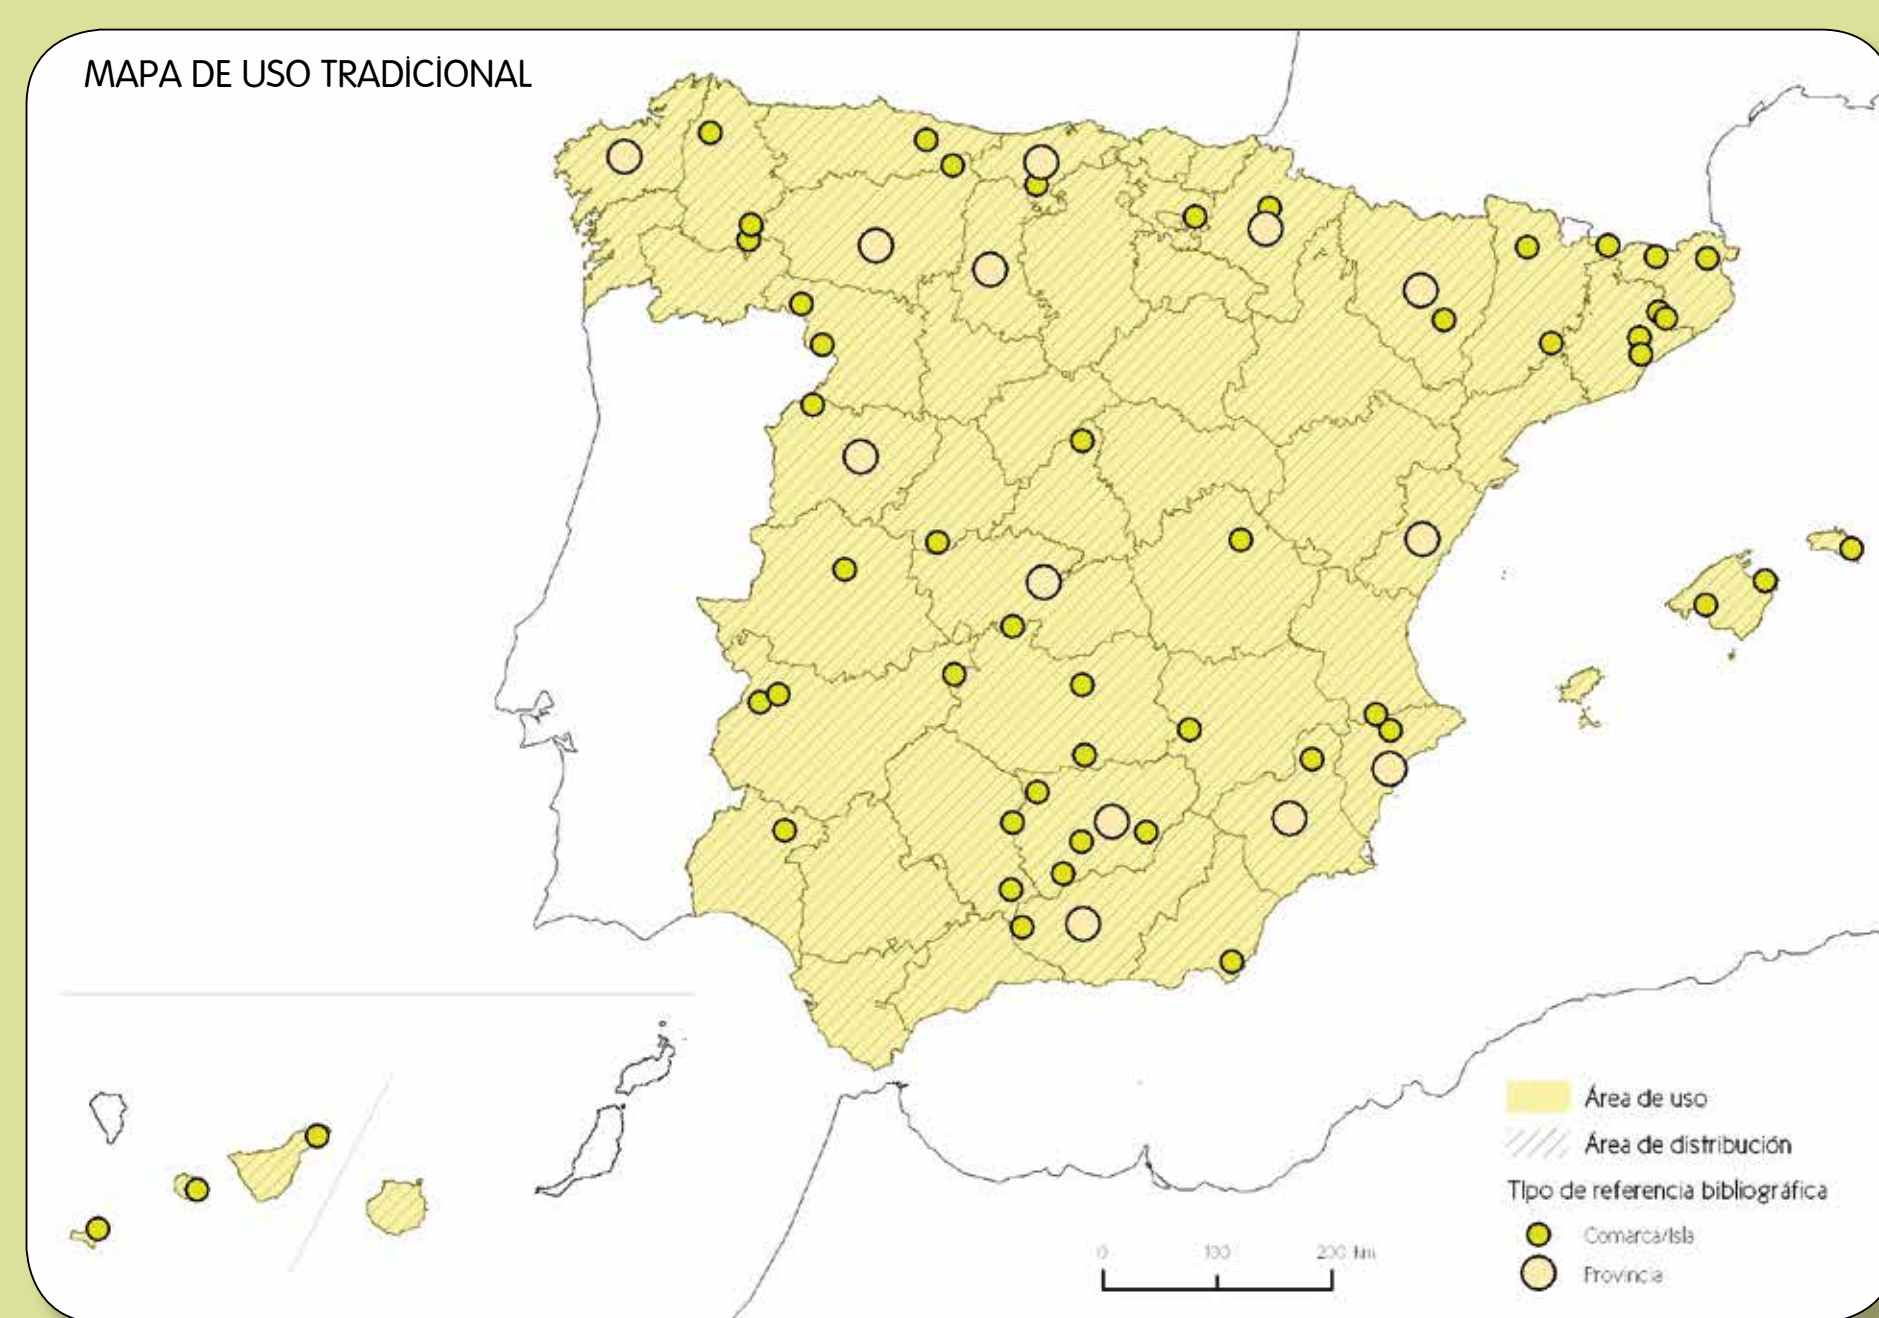 MAPA DE USO TRADICIONAL
Área de uso
Área de distribución
Tipo de referencia bibliográfica
Comarca/Isla
Provincia
0 100 200 km